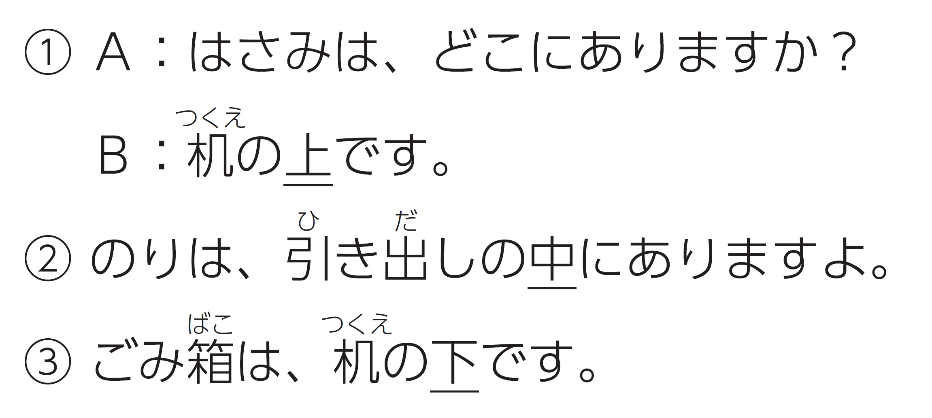 ① A：はさみは、どこにありますか？
つくえ
B：机の上です。
ひ だ
② のりは、引き出しの中にありますよ。
ばこ つくえ
③ ごみ箱は、机の下です。